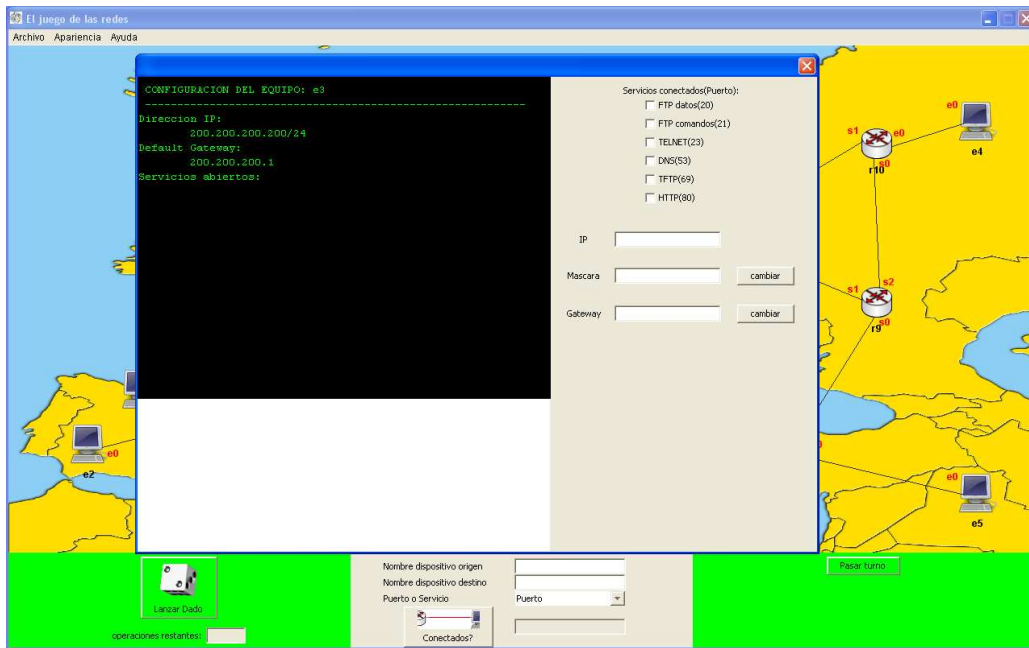 El juego de las redes
Archivo Apariencia Ayuda
CONFIGURACION DEL EQUIPO: e3
------------------------------------------------------------
Direccion IP:
200.200.200.200/24
Default Gateway:
200.200.200.1
Servicios abiertos:
Servicios conectados(Puerto):
FTP datos(20)
FTP comandos(21)
TELNET(23)
DNS(53)
TFTP(69)
HTTP(80)
IP
Mascara cambiar
Gateway cambiar
e0
e4
s1 e0
s0
r10
s1 s2
s0
r9
e0
e2
e0
e5
Lanzar Dado
operaciones restantes:
Nombre dispositivo origen
Nombre dispositivo destino
Puerto o Servicio Puerto
Conectados?
Pasar turno